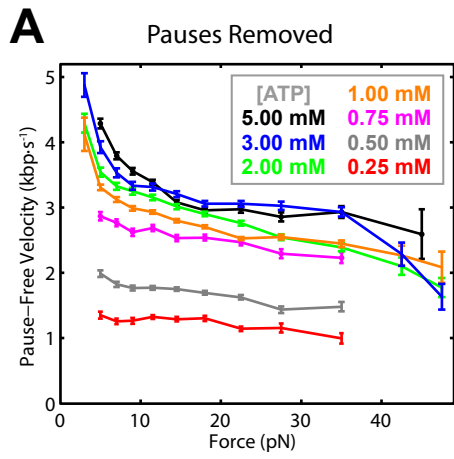 A
Pauses Removed
[ATP]
5.00 mM
3.00 mM
2.00 mM
1.00 mM
0.75 mM
0.50 mM
0.25 mM
Pause−Free Velocity (kbp·s⁻¹)
5
4
3
2
1
0
0 10 20 30 40
Force (pN)